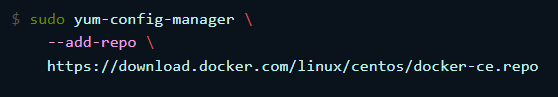 $ sudo yum-config-manager \
--add-repo \
https://download.docker.com/linux/centos/docker-ce.repo